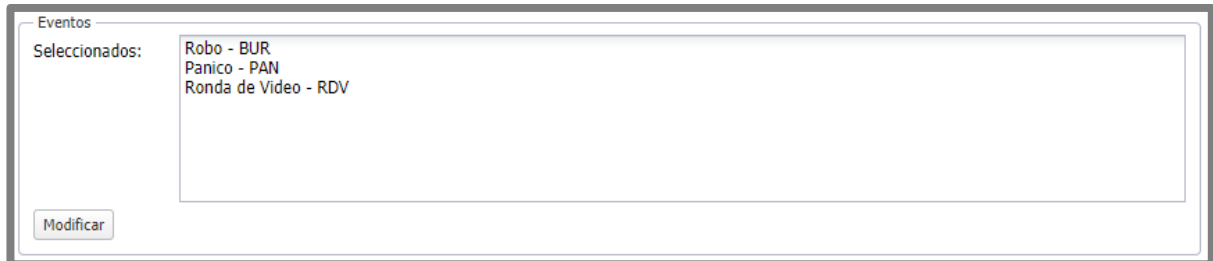 Eventos
Seleccionados:
Robo - BUR
Panico - PAN
Ronda de Video - RDV
Modificar